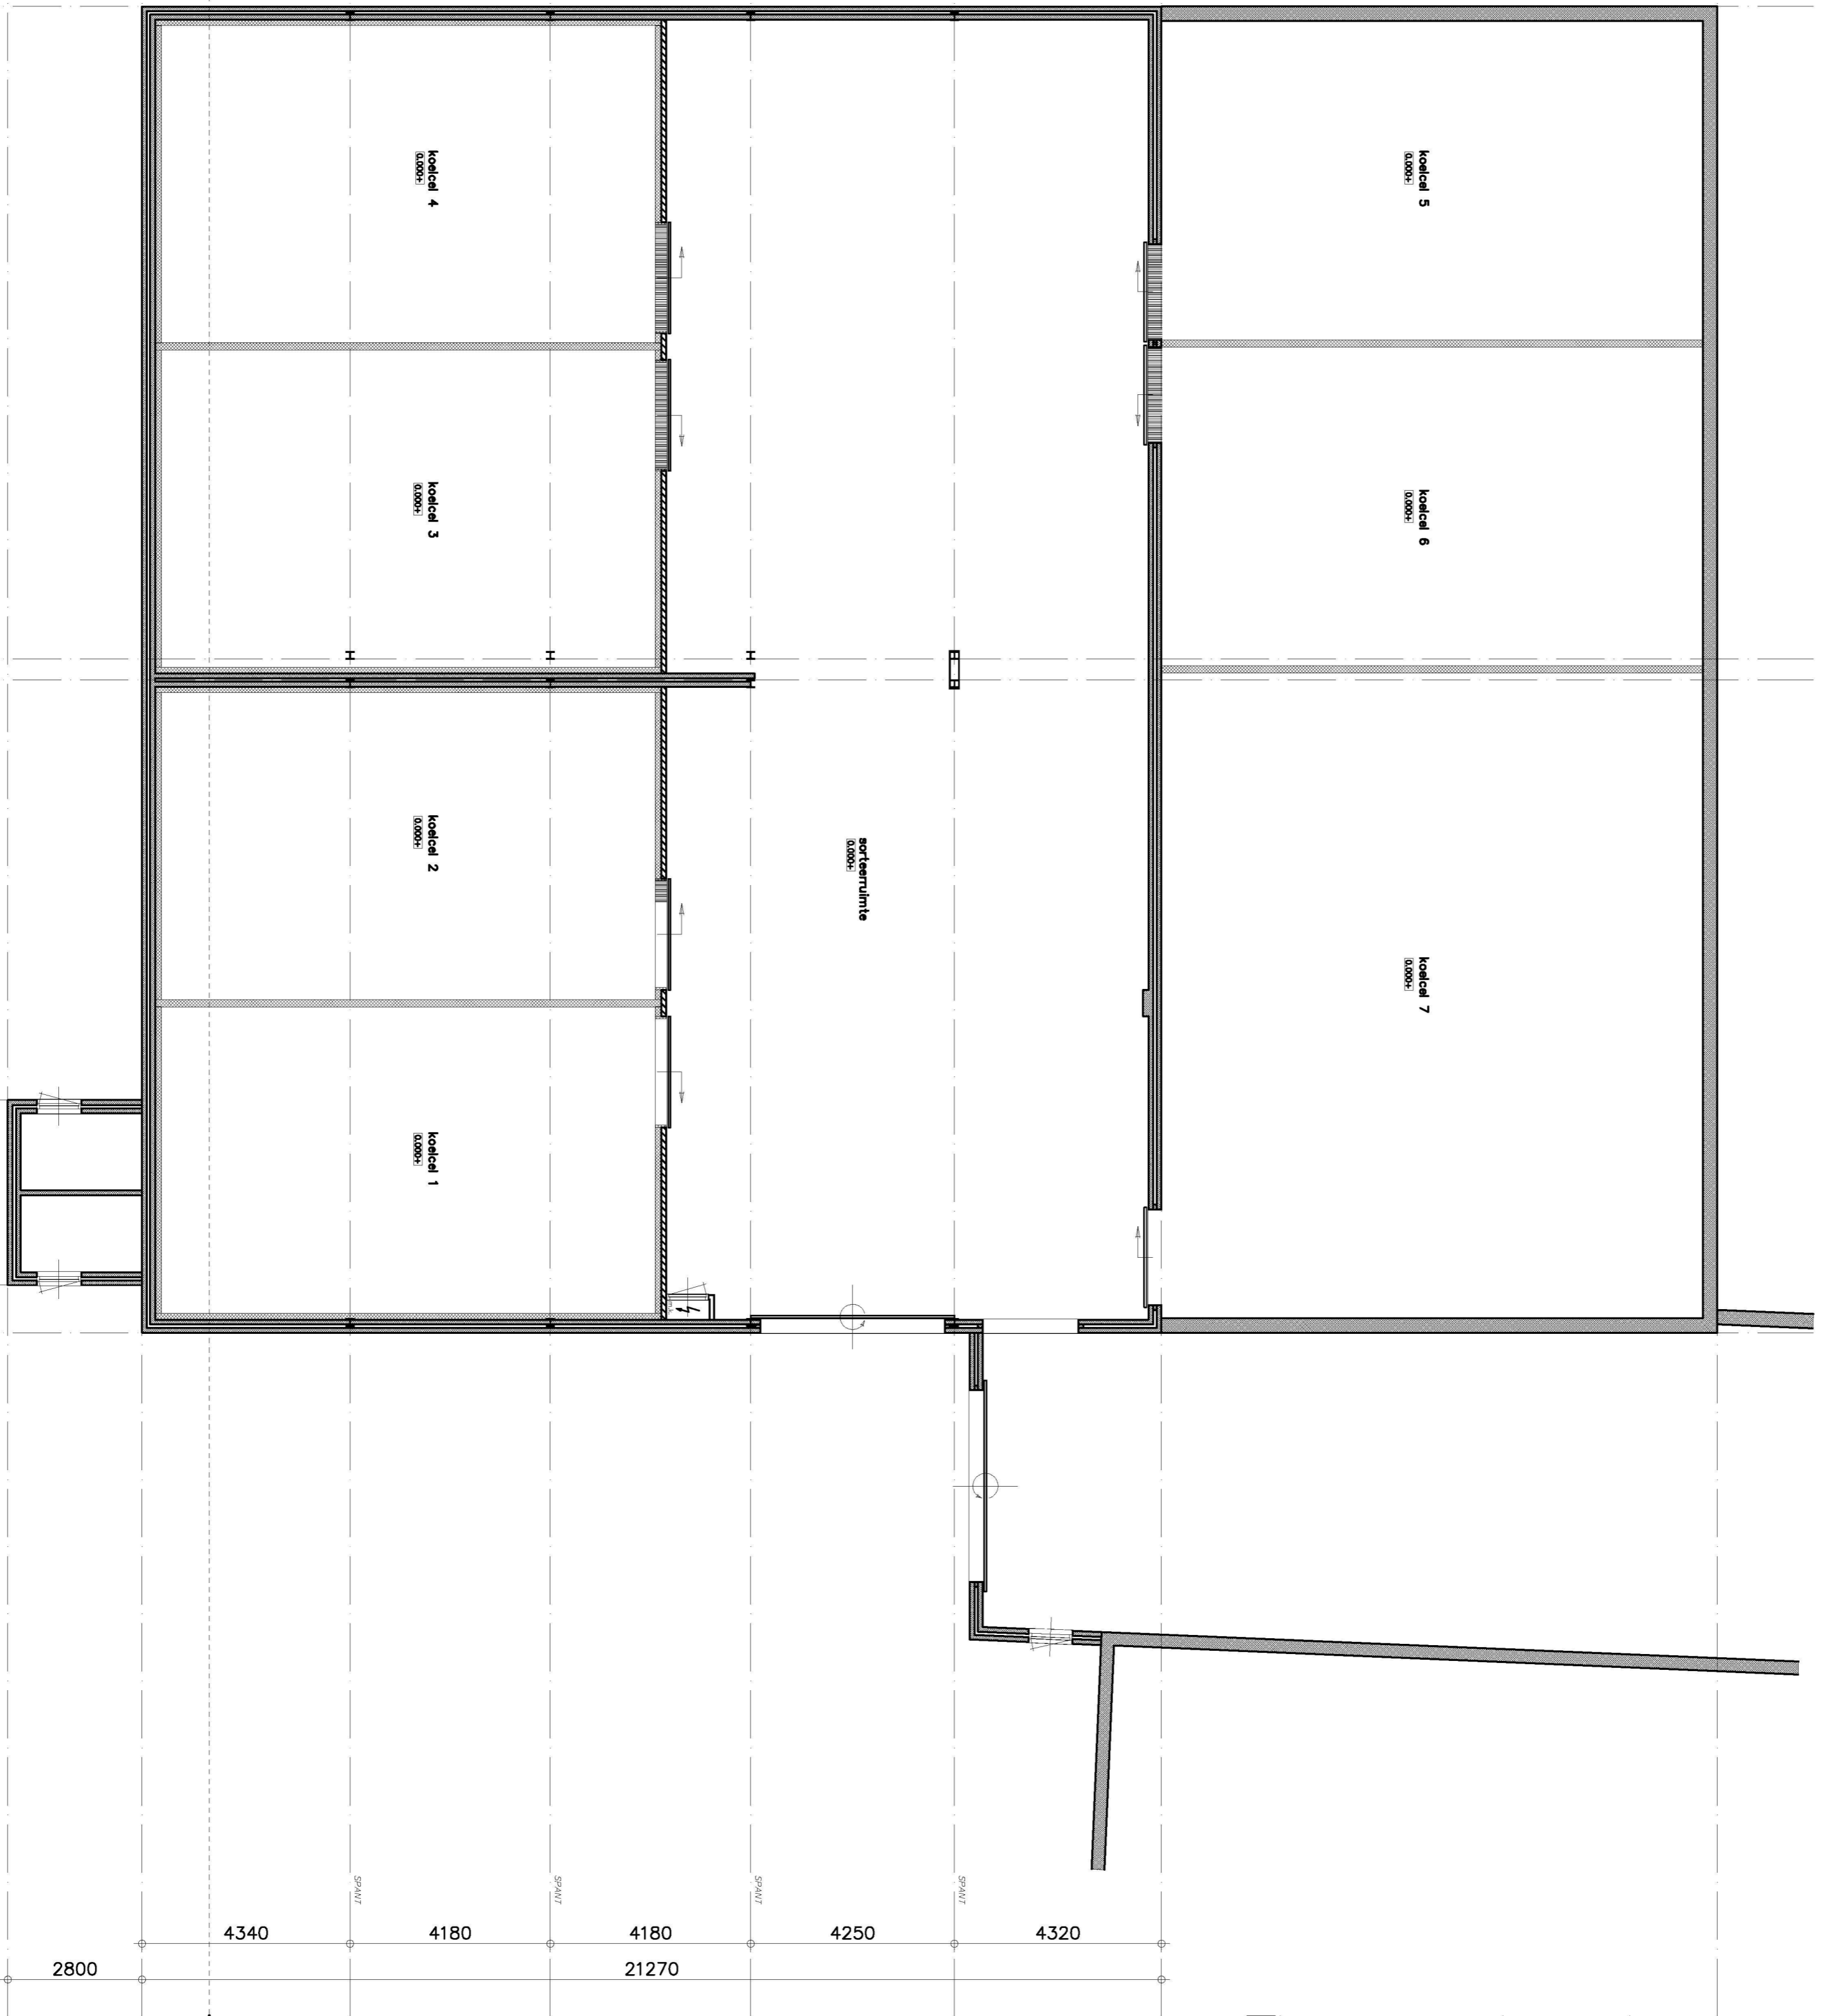 koelcel 4
0.000+
koelcel 5
0.000+
koelcel 3
0.000+
koelcel 6
0.000+
koelcel 2
0.000+
sorteerruimte
0.000+
koelcel 7
0.000+
koelcel 1
0.000+
SPANT
SPANT
SPANT
SPANT
4340
4180
4180
4250
4320
2800
21270